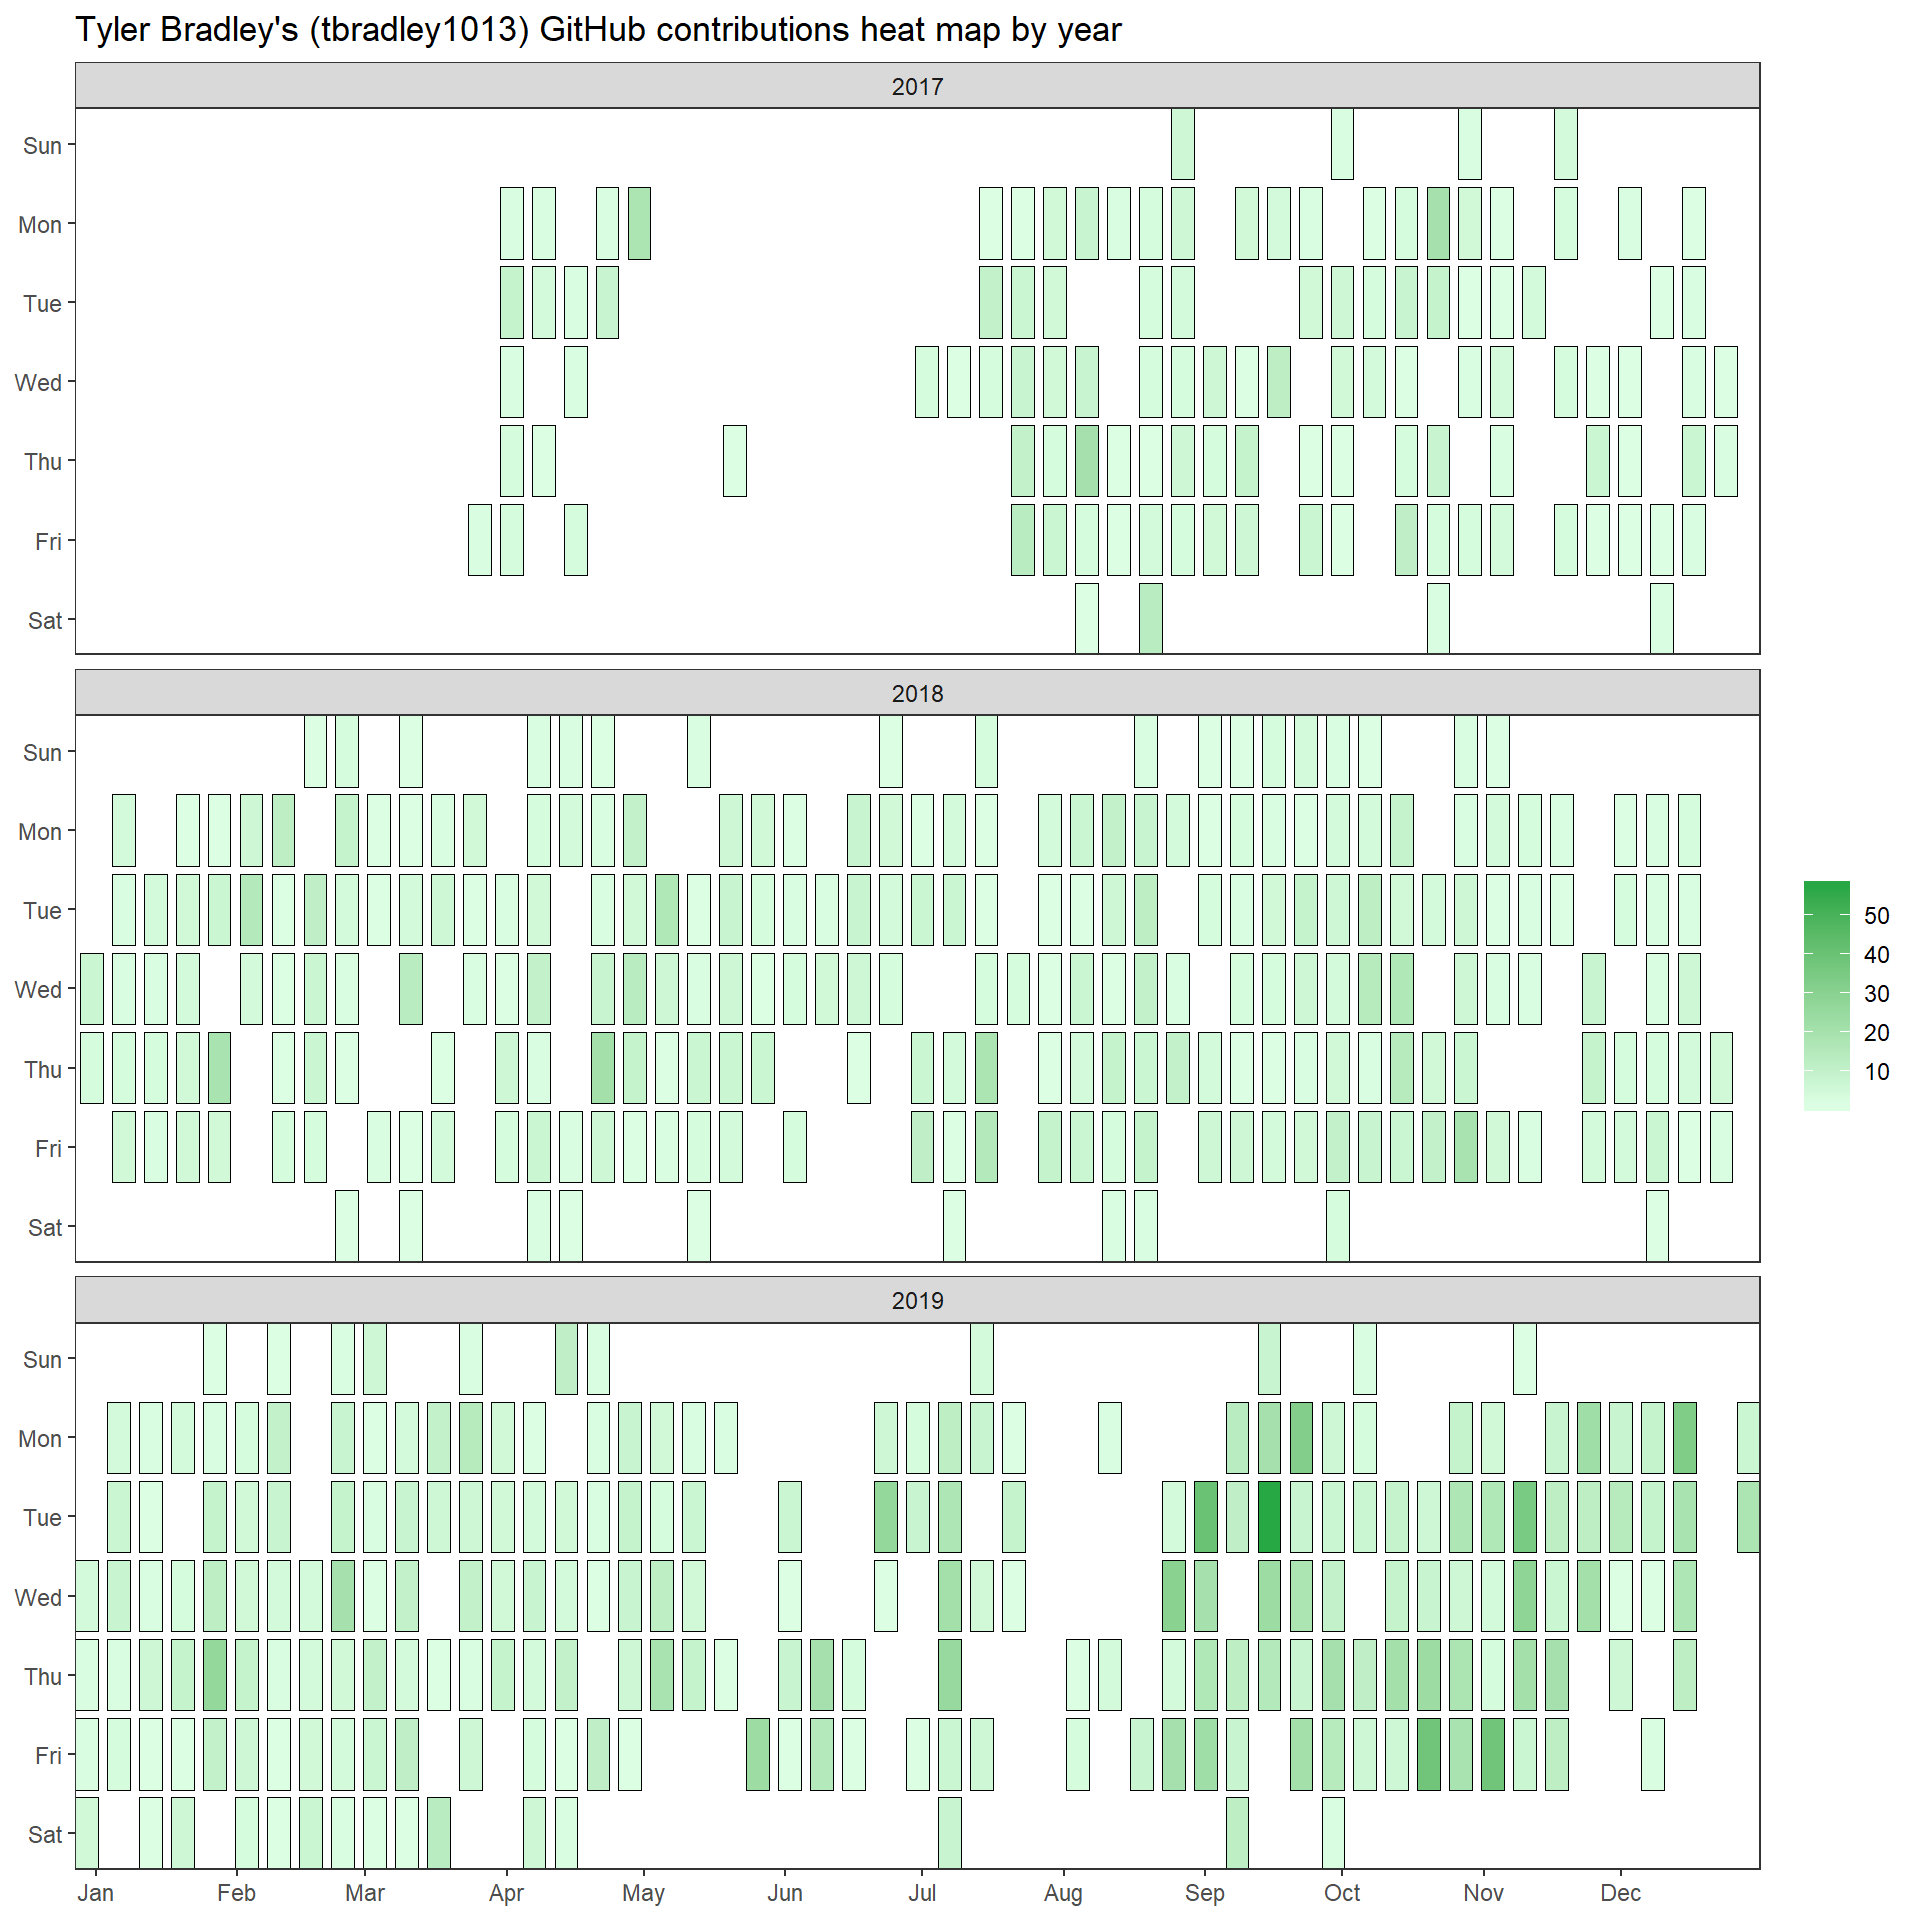 Tyler Bradley's (tbradley1013) GitHub contributions heat map by year
2017
Sun
Mon
Tue
Wed
Thu
Fri
Sat
2018
Sun
Mon
Tue
Wed
Thu
Fri
Sat
50
40
30
20
10
2019
Sun
Mon
Tue
Wed
Thu
Fri
Sat
Jan Feb Mar Apr May Jun Jul Aug Sep Oct Nov Dec